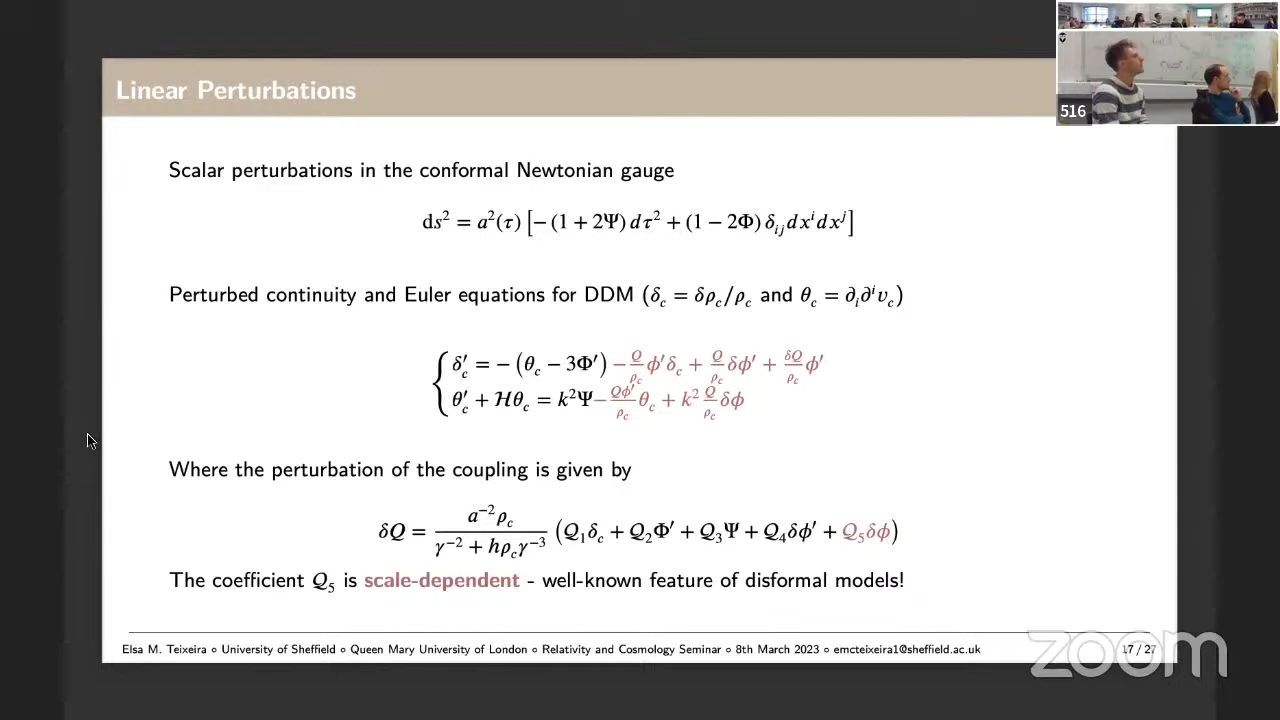 Linear Perturbations
516
Scalar perturbations in the conformal Newtonian gauge
ds² = a²(τ) [− (1 + 2Ψ) dτ² + (1 − 2Φ) δᵢⱼdxⁱdxʲ]
Perturbed continuity and Euler equations for DDM (δ_c = δρ_c/ρ_c and θ_c = ∂ᵢ∂ⁱv_c)
δ′_c = − (θ_c − 3Φ′) − Q/ρ_c ϕ′δ_c + Q/ρ_c δϕ′ + δQ/ρ_c ϕ′
θ′_c + ℋθ_c = k²Ψ − Qϕ′/ρ_c θ_c + k² Q/ρ_c δϕ
Where the perturbation of the coupling is given by
δQ = a⁻²ρ_c / (γ⁻² + hρ_cγ⁻³) (𝒬₁δ_c + 𝒬₂Φ′ + 𝒬₃Ψ + 𝒬₄δϕ′ + 𝒬₅δϕ)
The coefficient 𝒬₅ is scale-dependent - well-known feature of disformal models!
Elsa M. Teixeira ∘ University of Sheffield ∘ Queen Mary University of London ∘ Relativity and Cosmology Seminar ∘ 8th March 2023 ∘ emcteixeira1@sheffield.ac.uk
17 / 27
zoom